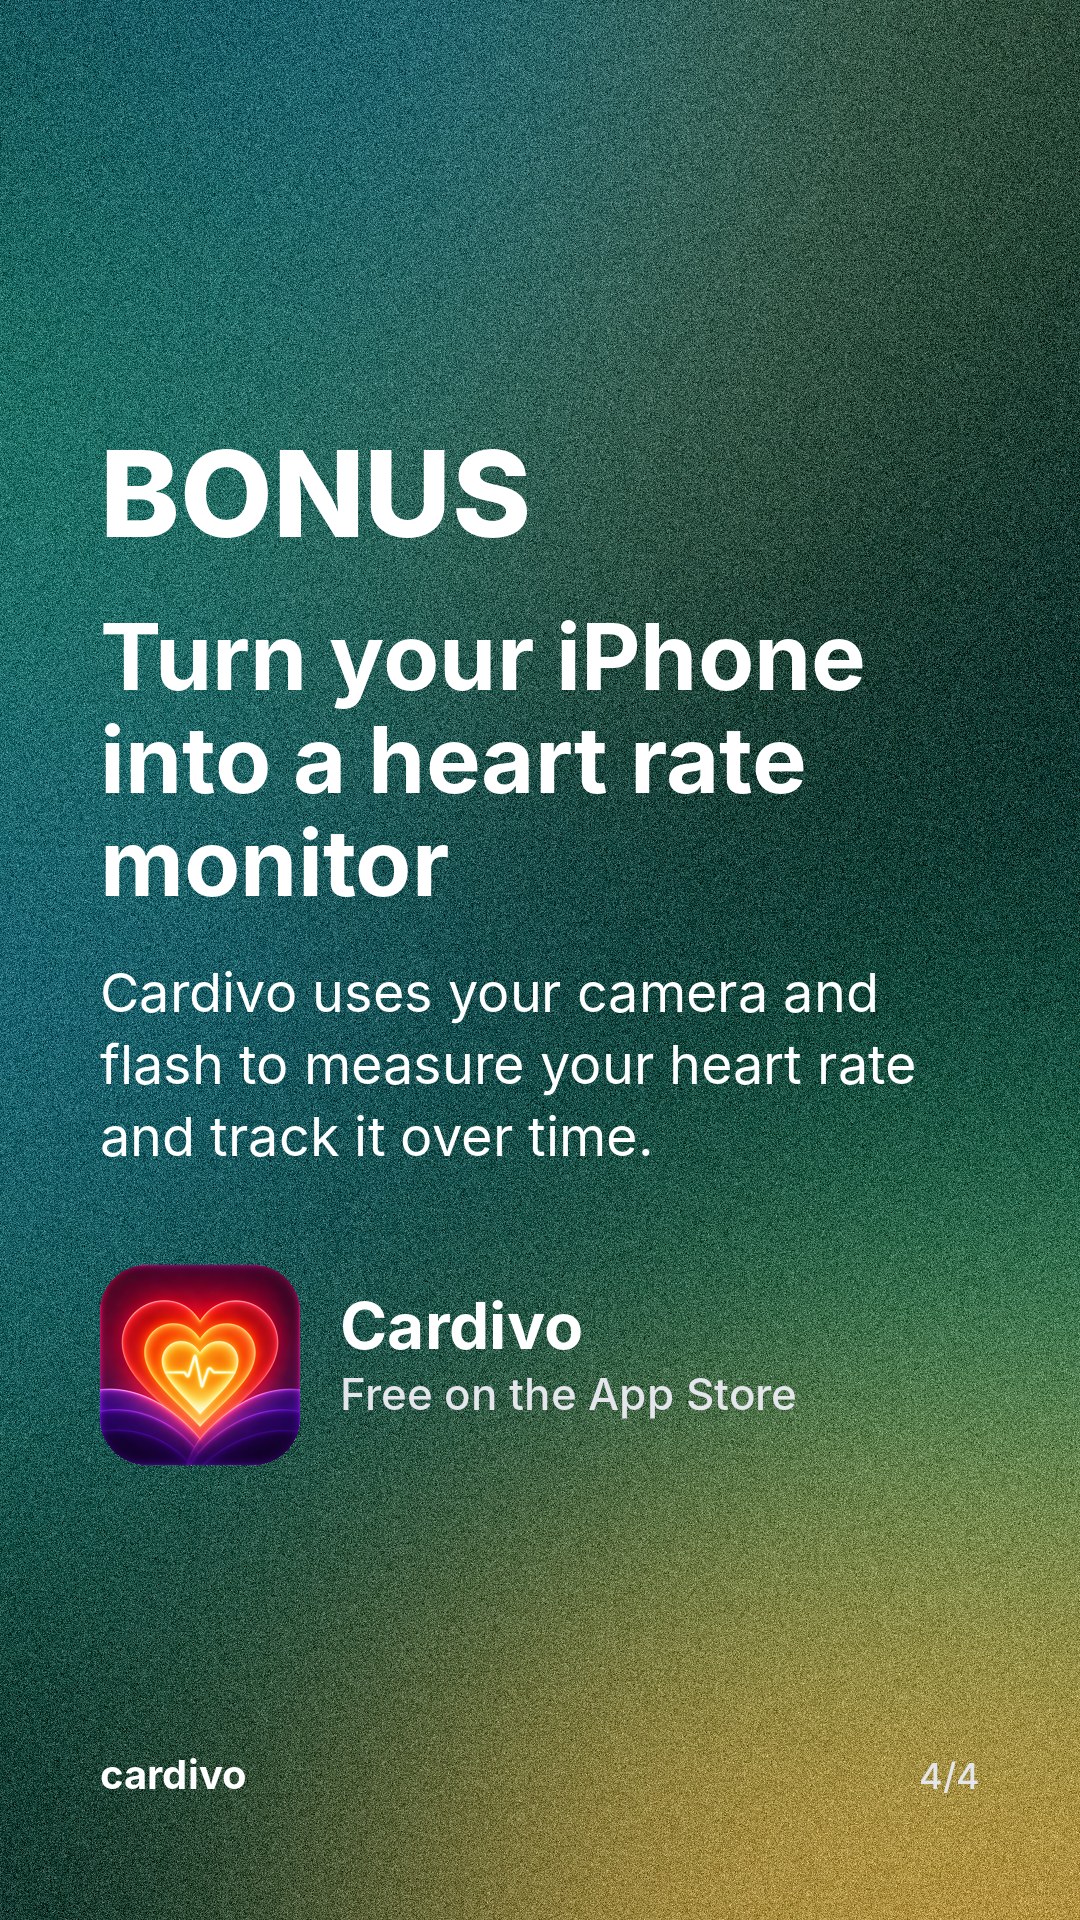 BONUS
Turn your iPhone
into a heart rate
monitor
Cardivo uses your camera and
flash to measure your heart rate
and track it over time.
Cardivo
Free on the App Store
cardivo
4/4